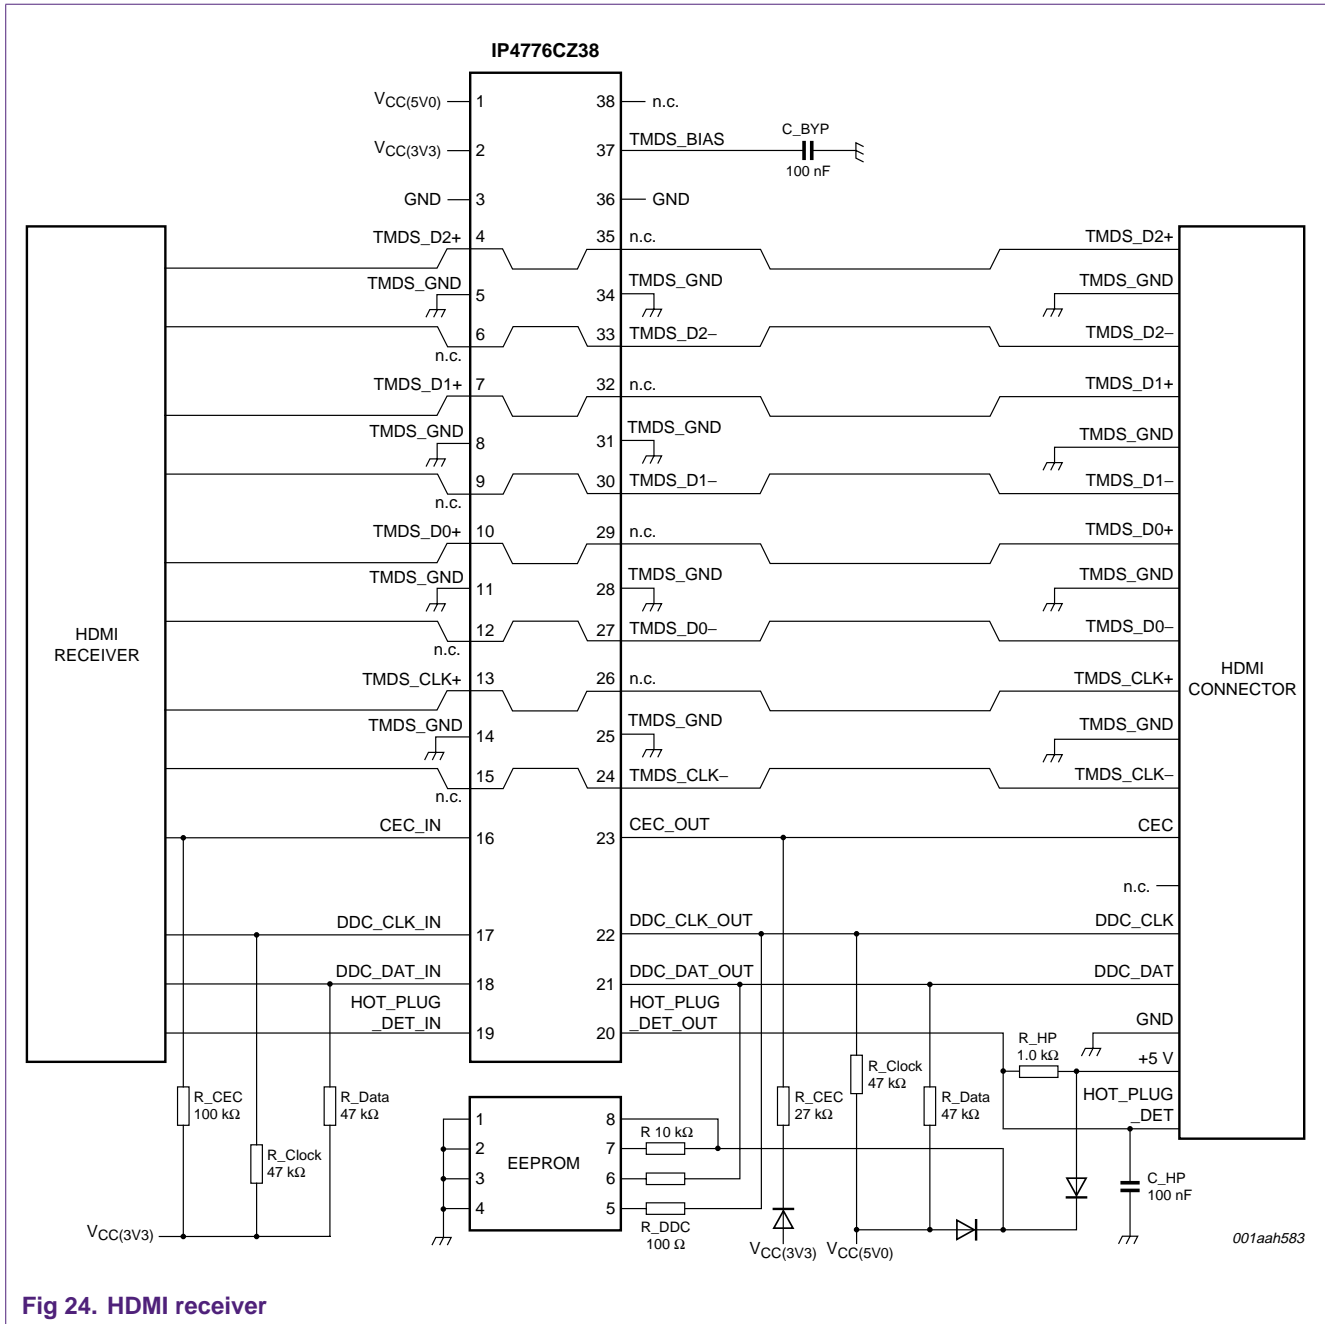 IP4776CZ38
VCC(5V0) 1 38 n.c.
VCC(3V3) 2 37 TMDS_BIAS C_BYP 100 nF
GND 3 36 GND
TMDS_D2+ 4 35 n.c. TMDS_D2+
TMDS_GND 5 34 TMDS_GND TMDS_GND
n.c. 6 33 TMDS_D2− TMDS_D2−
TMDS_D1+ 7 32 n.c. TMDS_D1+
TMDS_GND 8 31 TMDS_GND TMDS_GND
n.c. 9 30 TMDS_D1− TMDS_D1−
TMDS_D0+ 10 29 n.c. TMDS_D0+
TMDS_GND 11 28 TMDS_GND TMDS_GND
n.c. 12 27 TMDS_D0− TMDS_D0−
HDMI
RECEIVER
TMDS_CLK+ 13 26 n.c. TMDS_CLK+
HDMI
CONNECTOR
TMDS_GND 14 25 TMDS_GND TMDS_GND
n.c. 15 24 TMDS_CLK− TMDS_CLK−
CEC_IN 16 23 CEC_OUT CEC
n.c.
DDC_CLK_IN 17 22 DDC_CLK_OUT DDC_CLK
DDC_DAT_IN 18 21 DDC_DAT_OUT DDC_DAT
HOT_PLUG
_DET_IN 19 20 HOT_PLUG
_DET_OUT
GND
+5 V
HOT_PLUG
_DET
R_HP
1.0 kΩ
R_CEC
100 kΩ
R_Clock
47 kΩ
R_Data
47 kΩ
VCC(3V3)
1 8
2 7
3 6
4 5
EEPROM
R 10 kΩ
R_DDC
100 Ω
R_CEC
27 kΩ
R_Clock
47 kΩ
R_Data
47 kΩ
VCC(3V3)
VCC(5V0)
C_HP
100 nF
001aah583
Fig 24. HDMI receiver